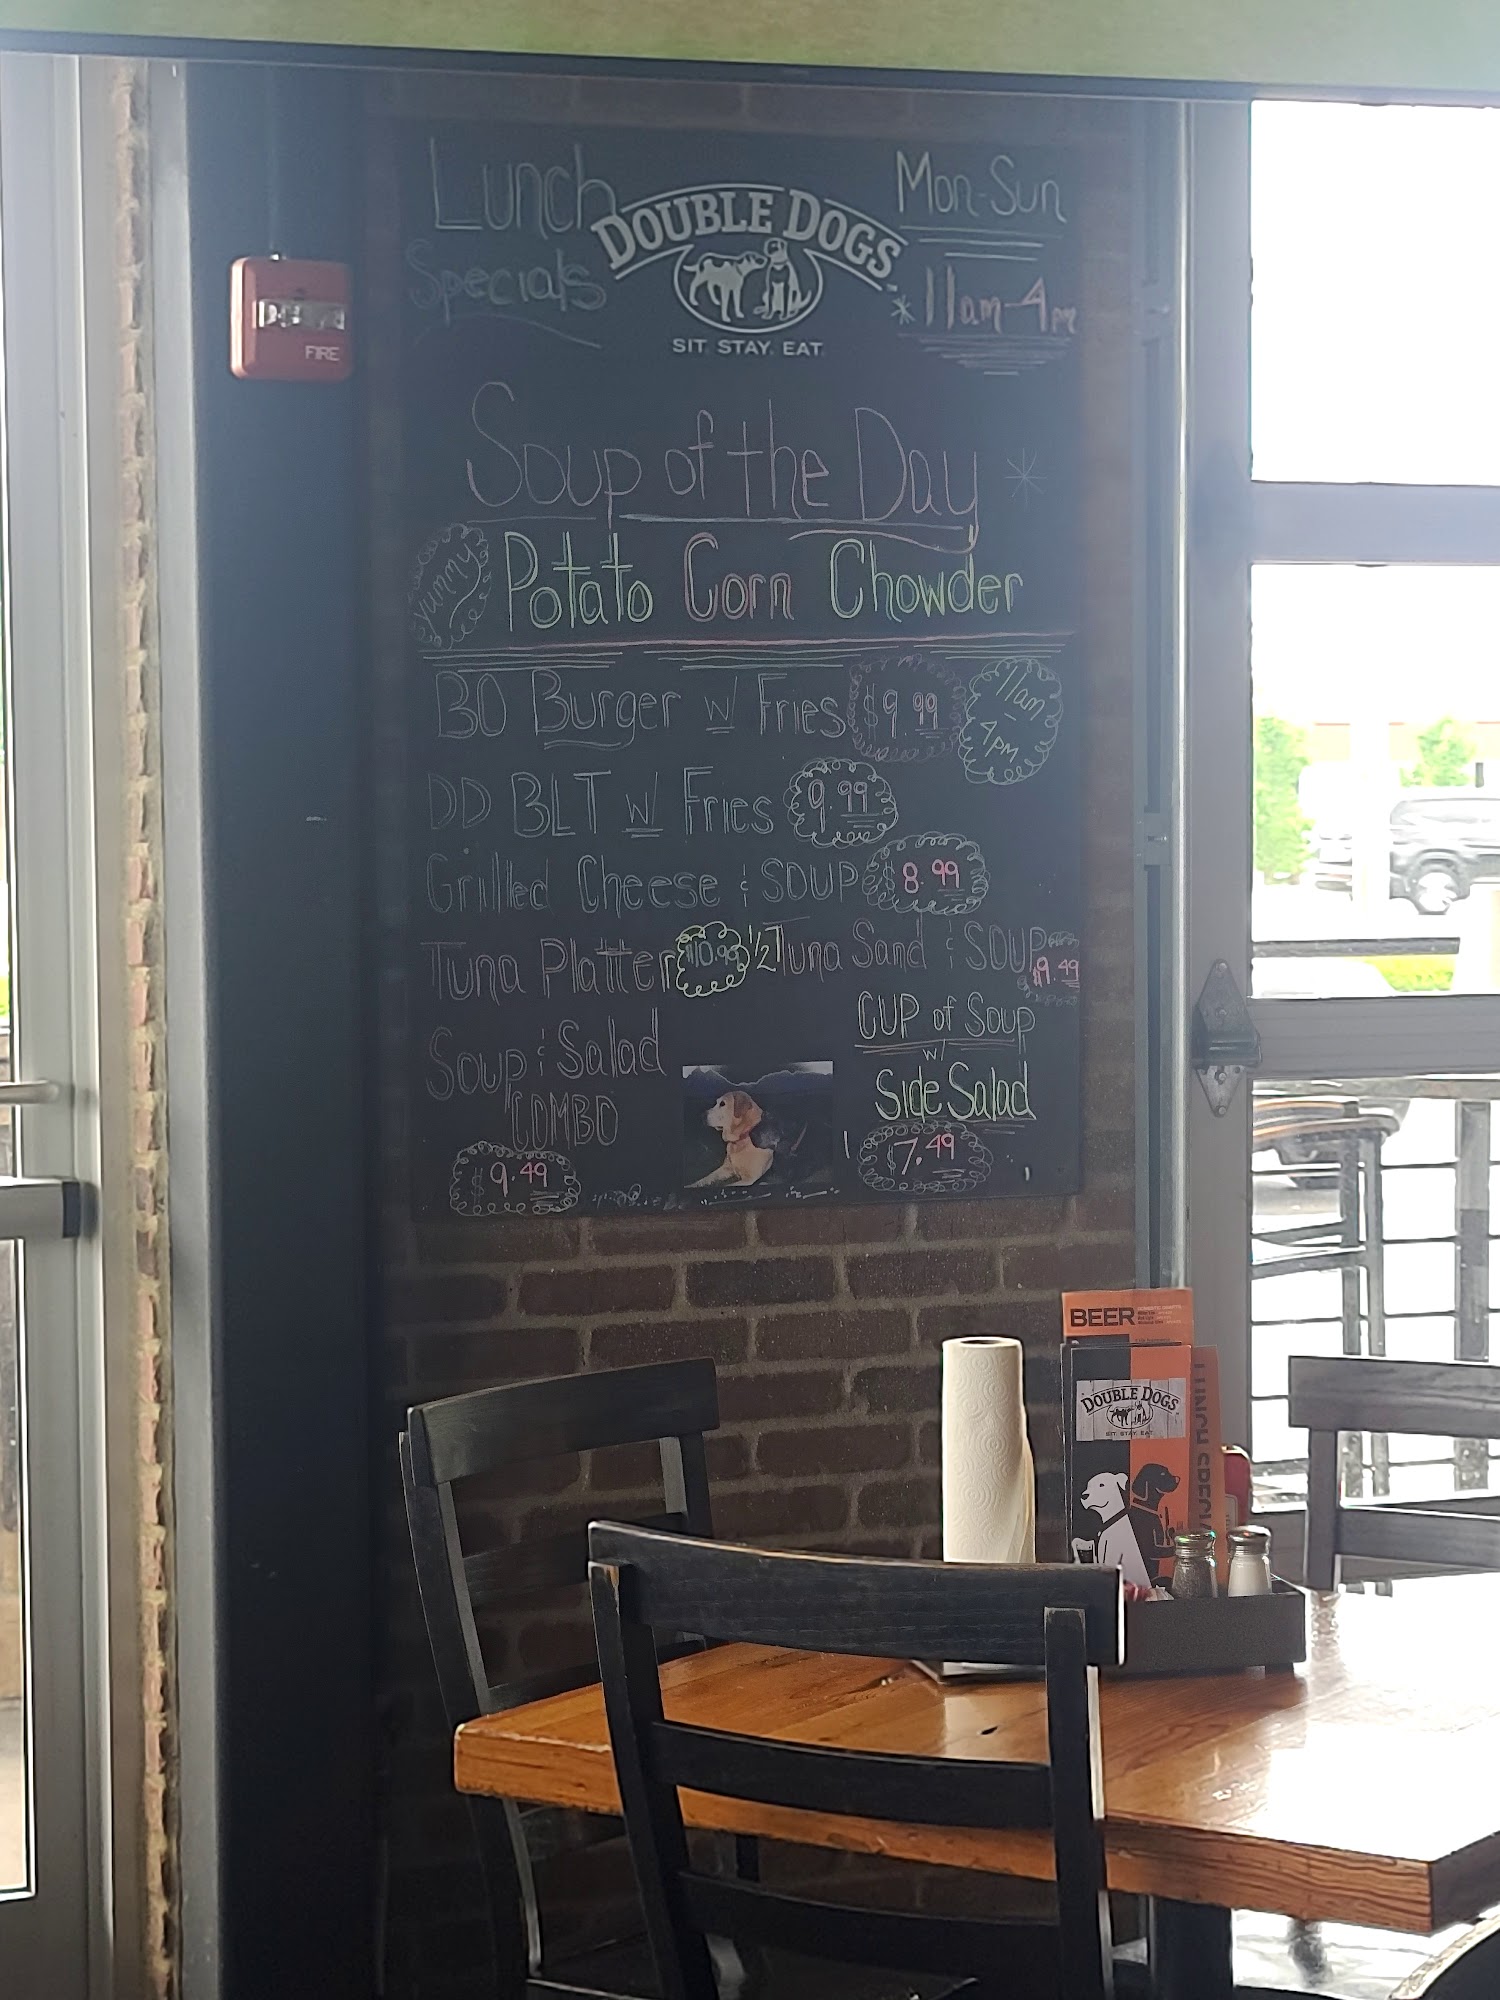 Lunch
Specials
DOUBLE DOGS
SIT. STAY. EAT.
Mon-Sun
*11am-4pm
Soup of the Day *
yummy
Potato Corn Chowder
BO Burger w/ Fries $9.99
11am
-
4pm
DD BLT w/ Fries 9.99
Grilled Cheese & SOUP $8.99
Tuna Platter $10.99 1/2 Tuna Sand & SOUP $9.49
Soup & Salad
COMBO
$9.49
CUP of Soup
w/
Side Salad
$7.49
FIRE
BEER
DOUBLE DOGS
SIT. STAY. EAT.
LUNCH